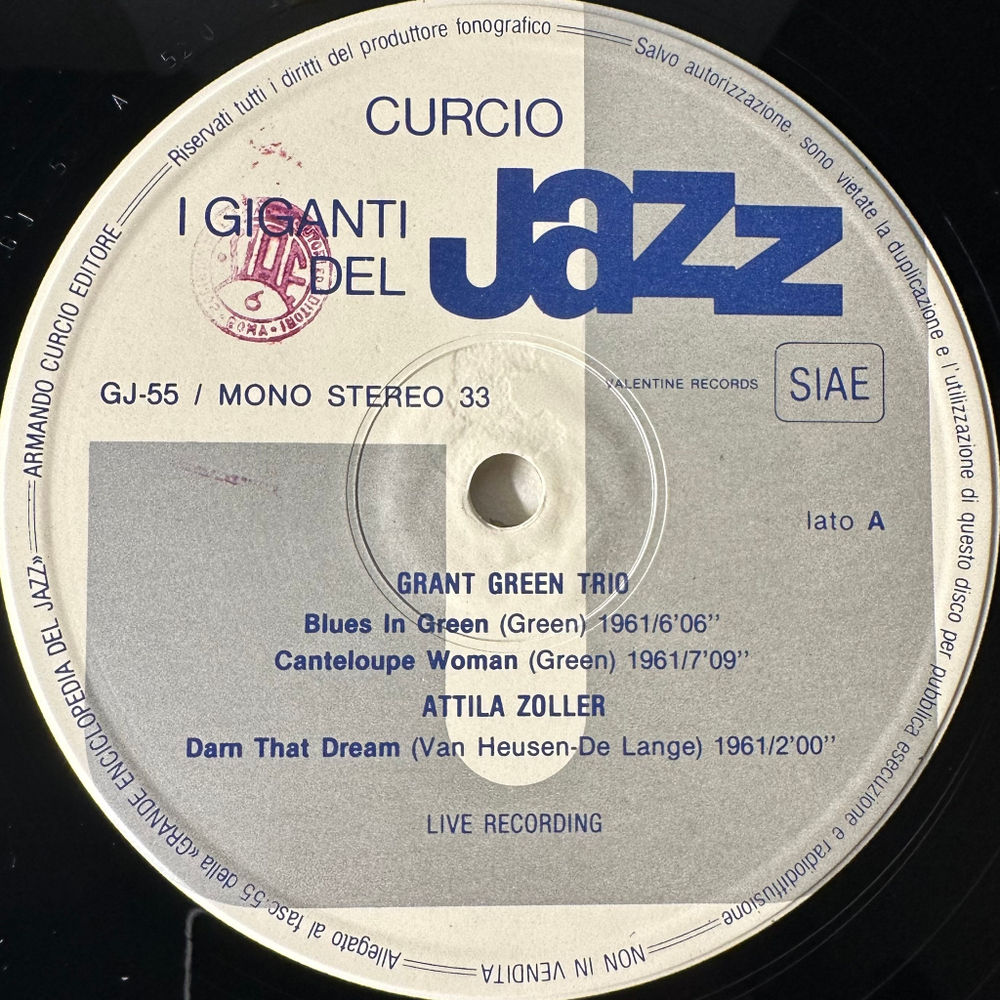 Riservati tutti i diritti del produttore fonografico
Salvo autorizzazione, sono vietate la duplicazione e l'utilizzazione di questo disco per pubblica esecuzione e radiodiffusione
NON IN VENDITA
Allegato al fasc. 55 della «GRANDE ENCICLOPEDIA DEL JAZZ»
ARMANDO CURCIO EDITORE
CURCIO
I GIGANTI
DEL
Jazz
6
ROMA
GJ-55 / MONO STEREO 33
VALENTINE RECORDS
SIAE
lato A
GRANT GREEN TRIO
Blues In Green (Green) 1961/6'06''
Canteloupe Woman (Green) 1961/7'09''
ATTILA ZOLLER
Darn That Dream (Van Heusen-De Lange) 1961/2'00''
LIVE RECORDING